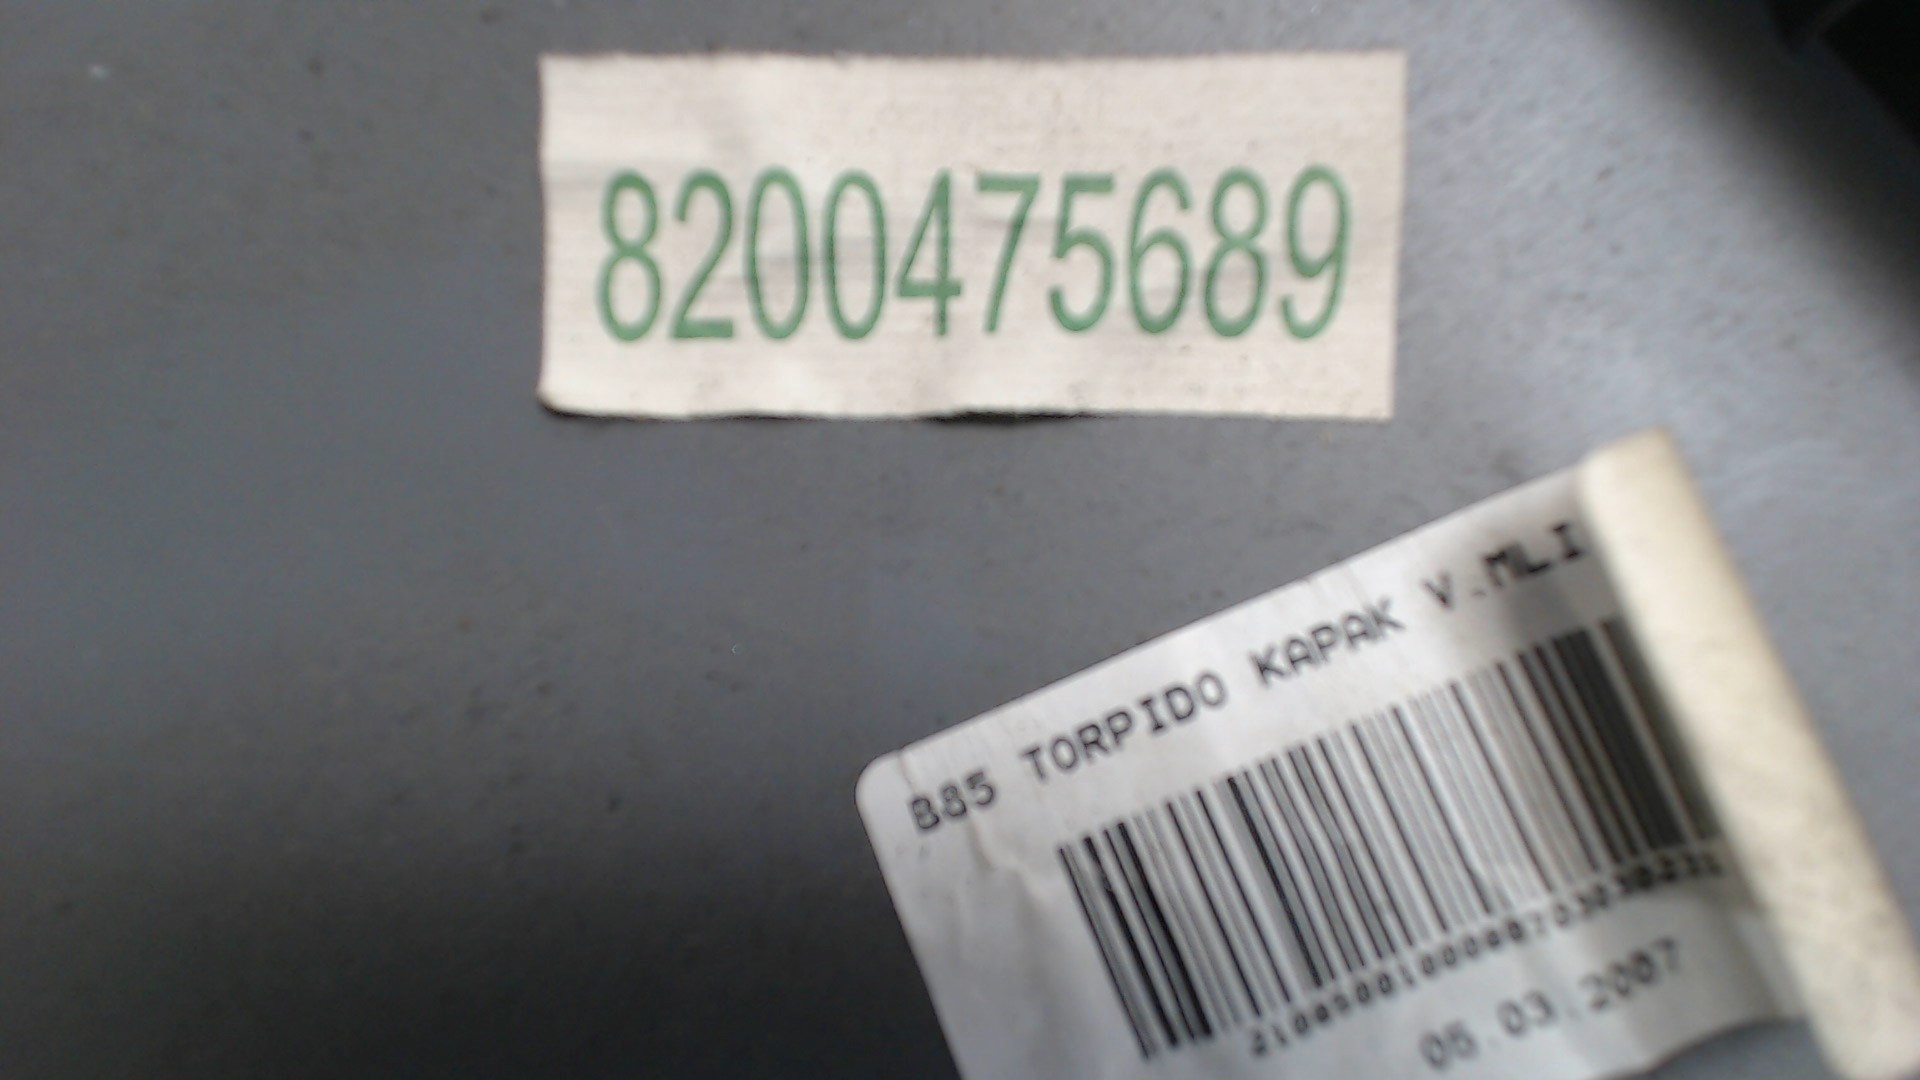 8200475689
B85 TORPIDO KAPAK V.MLI
05.03.2007